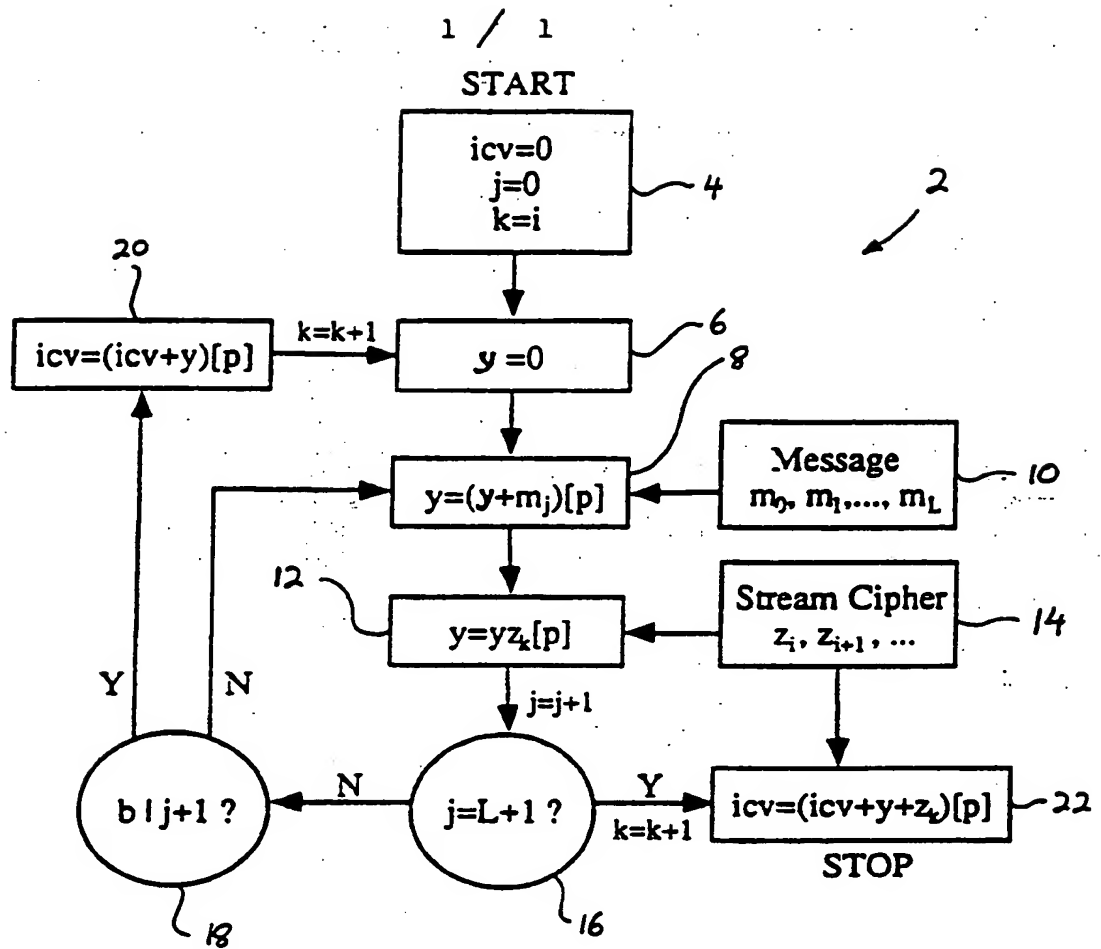 1 / 1
START
icv=0
j=0
k=i
4
2
20
icv=(icv+y)[p]
k=k+1
y=0
6
8
y=(y+mj)[p]
Message
m0, m1,..., mL
10
12
y=yzk[p]
Stream Cipher
zi, zi+1, ...
14
Y
N
j=j+1
b | j+1 ?
N
j=L+1 ?
Y
k=k+1
icv=(icv+y+zk)[p]
22
STOP
18
16